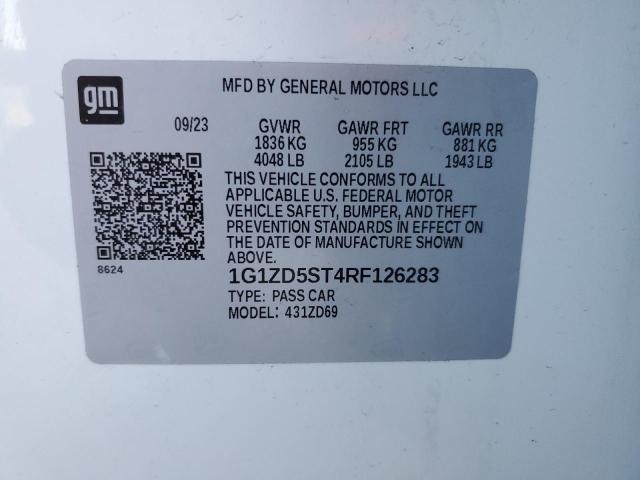 gm
MFD BY GENERAL MOTORS LLC
09/23 GVWR GAWR FRT GAWR RR
1836 KG 955 KG 881 KG
4048 LB 2105 LB 1943 LB
THIS VEHICLE CONFORMS TO ALL
APPLICABLE U.S. FEDERAL MOTOR
VEHICLE SAFETY, BUMPER, AND THEFT
PREVENTION STANDARDS IN EFFECT ON
THE DATE OF MANUFACTURE SHOWN
ABOVE.
8624
1G1ZD5ST4RF126283
TYPE: PASS CAR
MODEL: 431ZD69